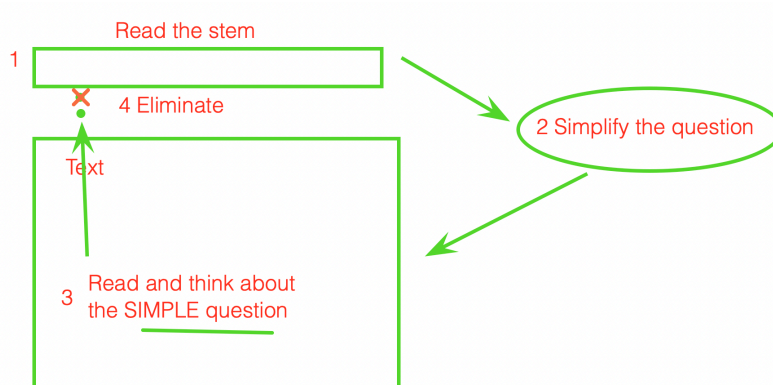 Read the stem
1
4 Eliminate
2 Simplify the question
Text
3
Read and think about
the SIMPLE question